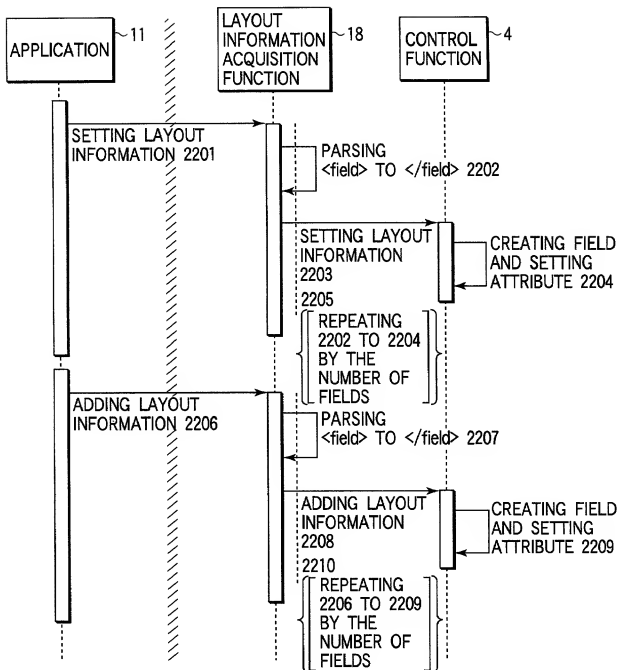 APPLICATION
11
LAYOUT
INFORMATION
ACQUISITION
FUNCTION
18
CONTROL
FUNCTION
4
SETTING LAYOUT
INFORMATION 2201
PARSING
<field> TO </field> 2202
SETTING LAYOUT
INFORMATION
2203
CREATING FIELD
AND SETTING
ATTRIBUTE 2204
2205
REPEATING
2202 TO 2204
BY THE
NUMBER OF
FIELDS
ADDING LAYOUT
INFORMATION 2206
PARSING
<field> TO </field> 2207
ADDING LAYOUT
INFORMATION
2208
CREATING FIELD
AND SETTING
ATTRIBUTE 2209
2210
REPEATING
2206 TO 2209
BY THE
NUMBER OF
FIELDS